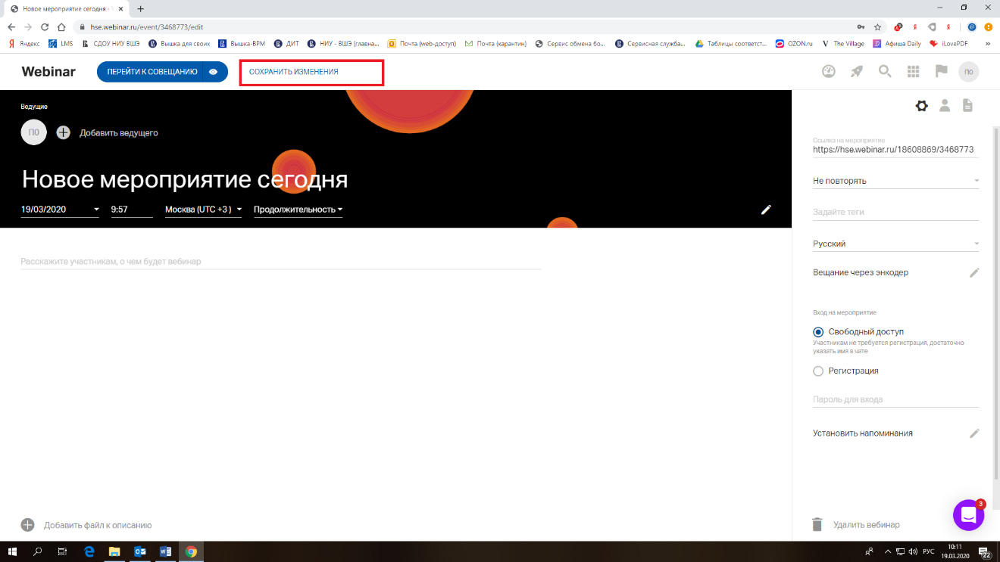 Новое мероприятие сегодня -
hse.webinar.ru/event/3468773/edit
Яндекс LMS СДОУ НИУ ВШЭ Вышка для своих Вышка-BPM ДИТ НИУ - ВШЭ (главна... Почта (web-доступ) Почта (карантин) Сервис обмена бо... Сервисная служба... Таблицы соответст... OZON.ru The Village Афиша Daily iLovePDF »
Webinar ПЕРЕЙТИ К СОВЕЩАНИЮ СОХРАНИТЬ ИЗМЕНЕНИЯ ПО
Ведущие
ПО Добавить ведущего
Новое мероприятие сегодня
19/03/2020 9:57 Москва (UTC +3 ) Продолжительность
Расскажите участникам, о чем будет вебинар
Добавить файл к описанию
Ссылка на мероприятие
https://hse.webinar.ru/18608869/3468773
Не повторять
Задайте теги
Русский
Вещание через энкодер
Вход на мероприятие
Свободный доступ
Участникам не требуется регистрация, достаточно
указать имя в чате
Регистрация
Пароль для входа
Установить напоминания
3
Удалить вебинар
РУС 10:11
19.03.2020
22